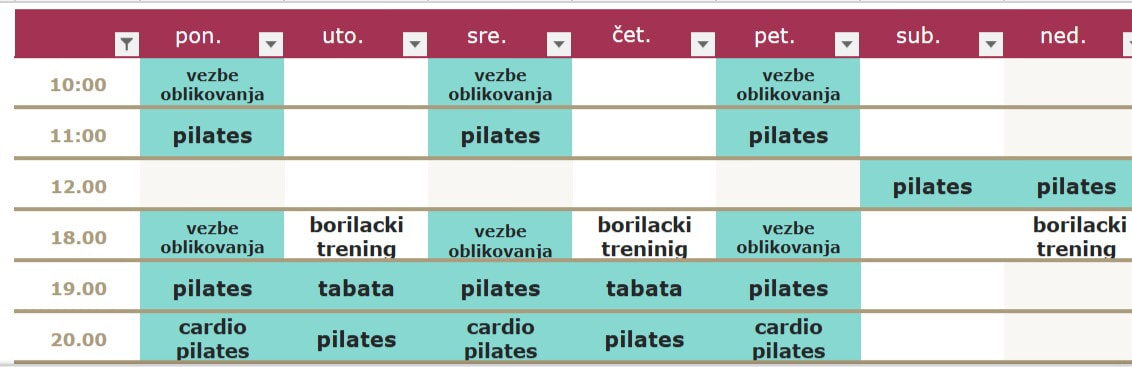 pon. uto. sre. čet. pet. sub. ned.
10:00 vezbe oblikovanja vezbe oblikovanja vezbe oblikovanja
11:00 pilates pilates pilates
12.00 pilates pilates
18.00 vezbe oblikovanja borilacki trening vezbe oblikovanja borilacki treninig vezbe oblikovanja borilacki trening
19.00 pilates tabata pilates tabata pilates
20.00 cardio pilates pilates cardio pilates pilates cardio pilates